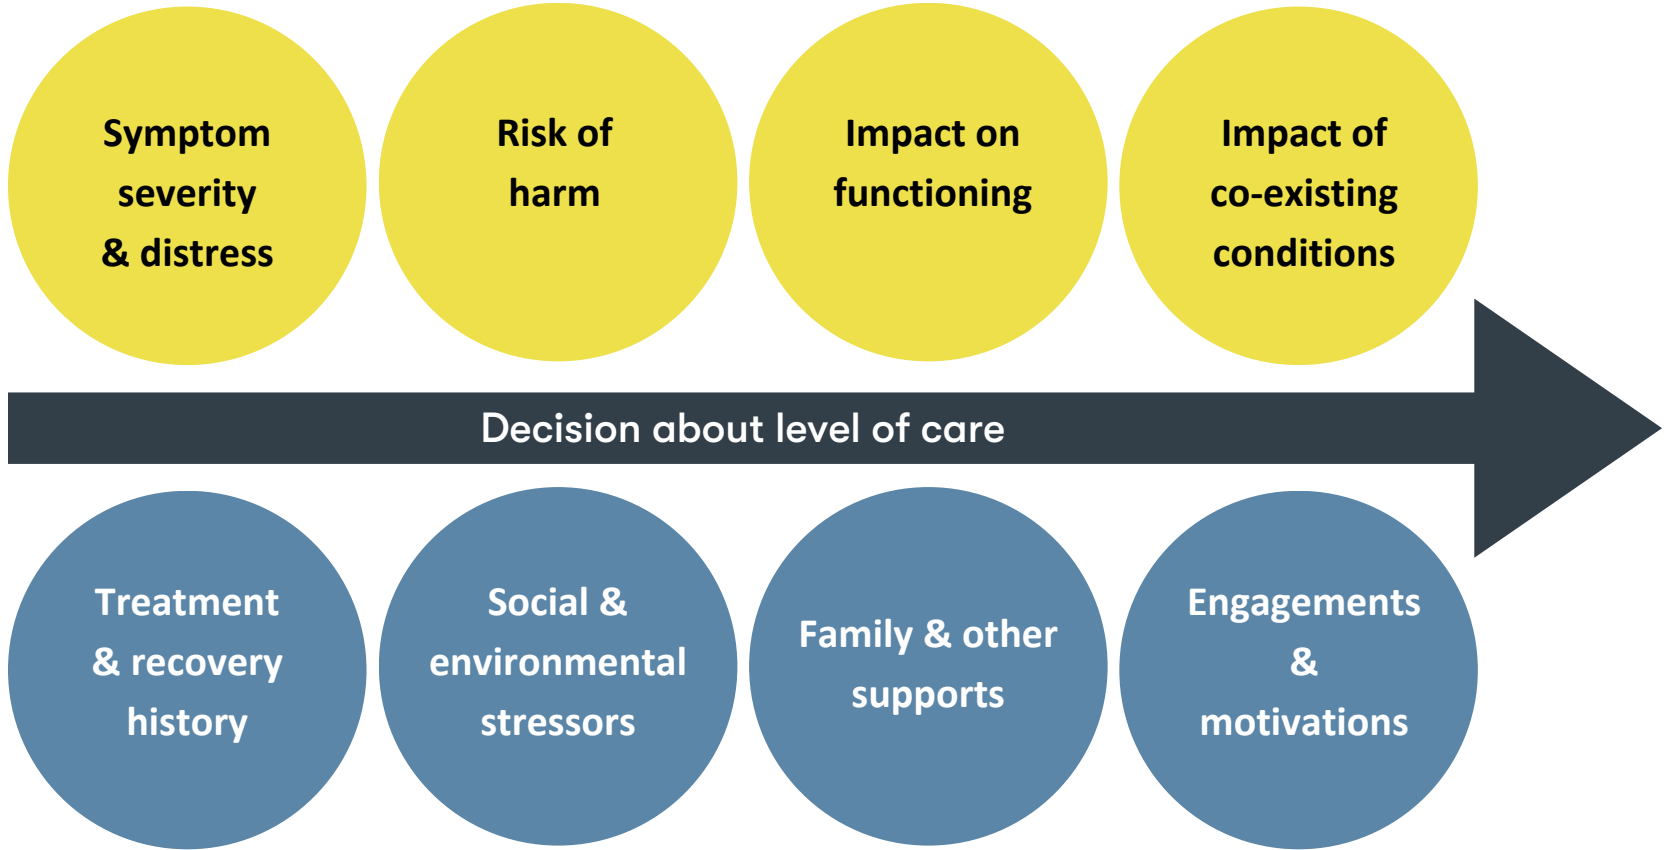 Symptom
severity
& distress
Risk of
harm
Impact on
functioning
Impact of
co-existing
conditions
Decision about level of care
Treatment
& recovery
history
Social &
environmental
stressors
Family & other
supports
Engagements
&
motivations